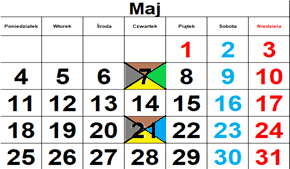 Maj
Poniedziałek Wtorek Środa Czwartek Piątek Sobota Niedziela
1 2 3
4 5 6 7 8 9 10
11 12 13 14 15 16 17
18 19 20 21 22 23 24
25 26 27 28 29 30 31